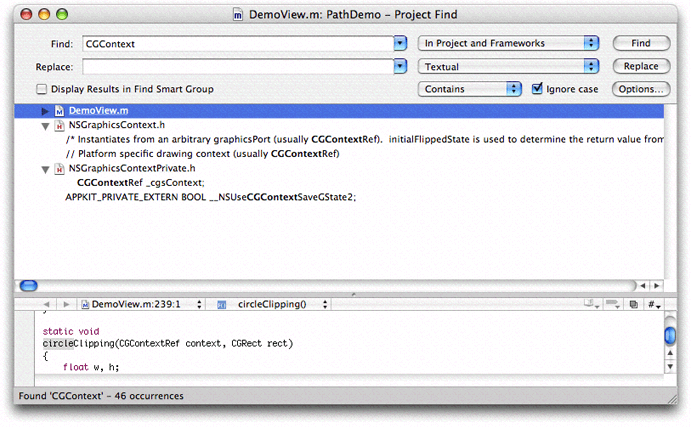 DemoView.m: PathDemo - Project Find
Find: CGContext In Project and Frameworks Find
Replace: Textual Replace
Display Results in Find Smart Group Contains Ignore case Options...
DemoView.m
NSGraphicsContext.h
/* Instantiates from an arbitrary graphicsPort (usually CGContextRef). initialFlippedState is used to determine the return value from
// Platform specific drawing context (usually CGContextRef)
NSGraphicsContextPrivate.h
CGContextRef _cgsContext;
APPKIT_PRIVATE_EXTERN BOOL __NSUseCGContextSaveGState2;
DemoView.m:239:1 circleClipping() #
static void
circleClipping(CGContextRef context, CGRect rect)
{
float w, h;
Found 'CGContext' - 46 occurrences